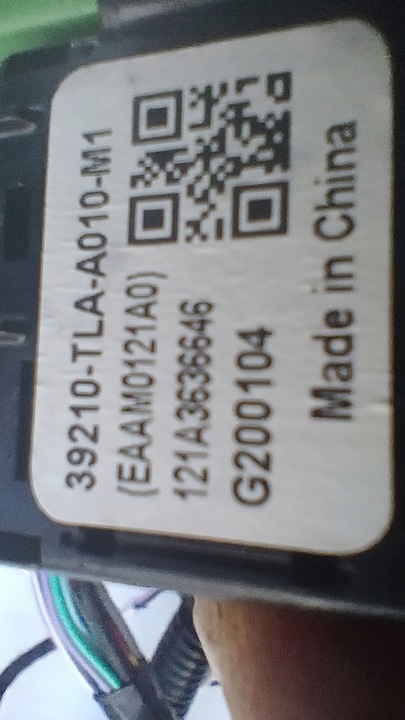 39210-TLA-A010-M1
(EAAM0121A0)
121A3636646
G200104
Made in China